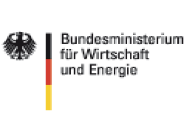 Bundesministerium
für Wirtschaft
und Energie